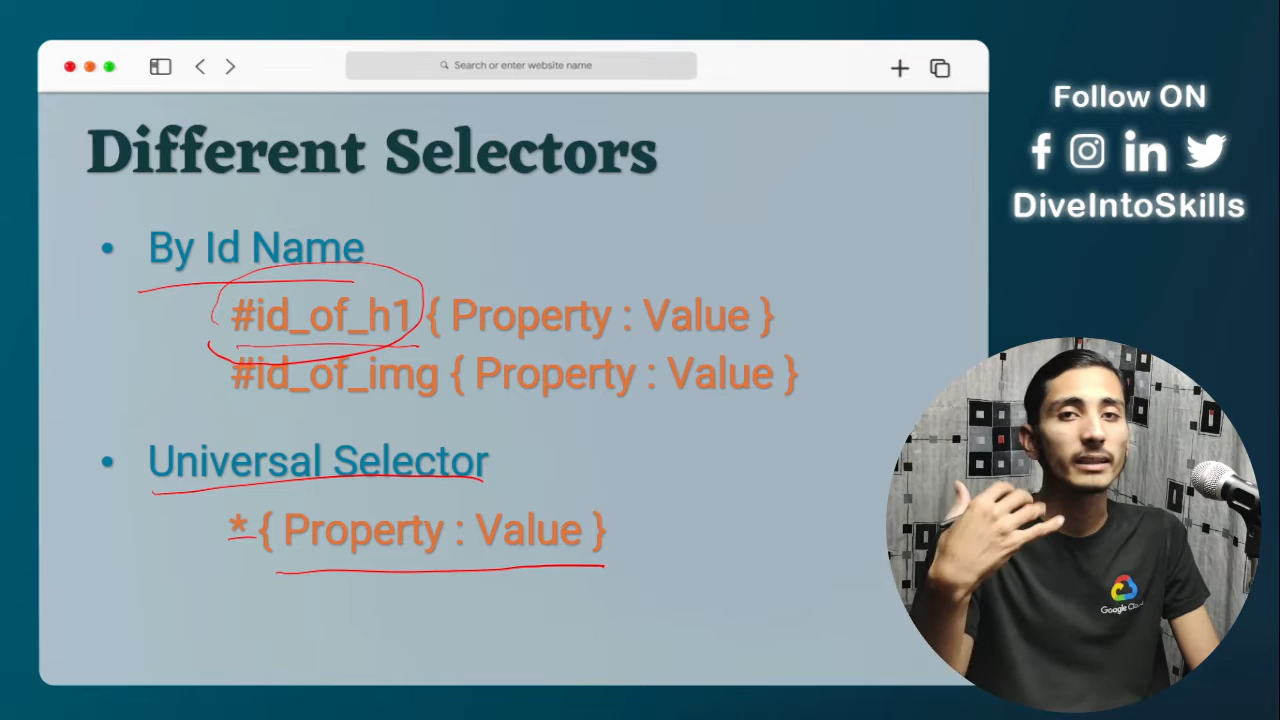 Search or enter website name
Follow ON
DiveIntoSkills
Different Selectors
• By Id Name
#id_of_h1 { Property : Value }
#id_of_img { Property : Value }
• Universal Selector
* { Property : Value }
Google Cloud